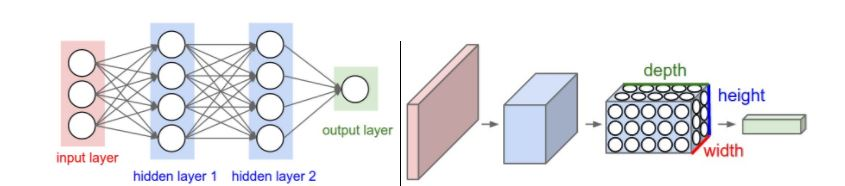 input layer
hidden layer 1
hidden layer 2
output layer
depth
height
width